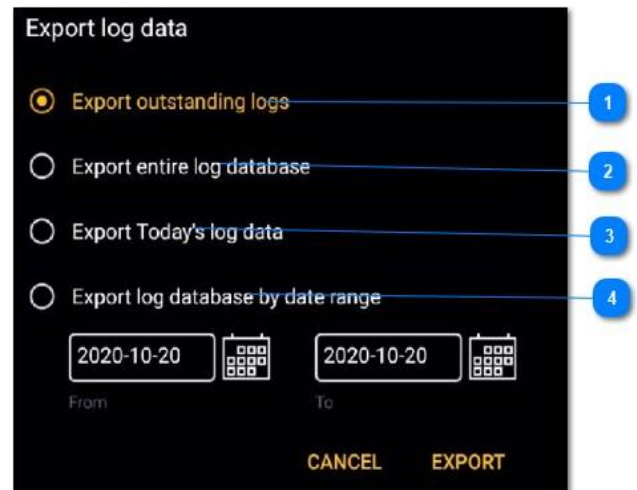 Export log data
Export outstanding logs
1
Export entire log database
2
Export Today's log data
3
Export log database by date range
4
2020-10-20
2020-10-20
From
To
CANCEL
EXPORT